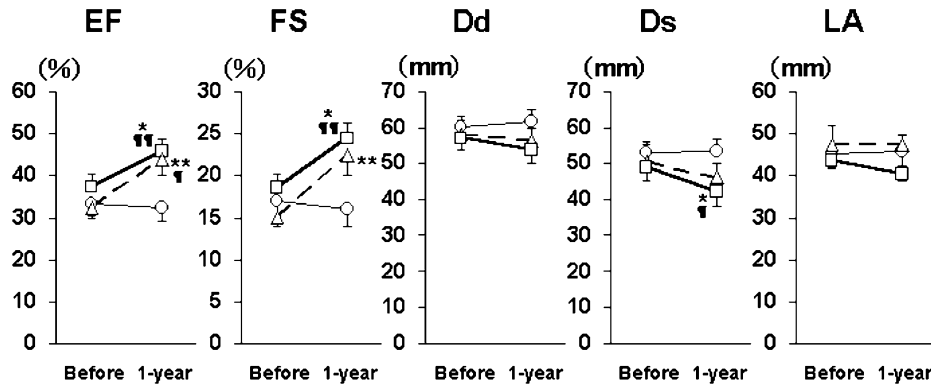 EF FS Dd Ds LA
(%) (%) (mm) (mm) (mm)
60 30 70 70 60
* *
¶¶ ¶¶
50 25 60 60 50
**
¶ **
40 20 50 50 40
30 15 40 40 30
*
¶
20 10 30 30 20
10 5 20 20 10
10 10
0 0 0 0 0
Before 1-year Before 1-year Before 1-year Before 1-year Before 1-year